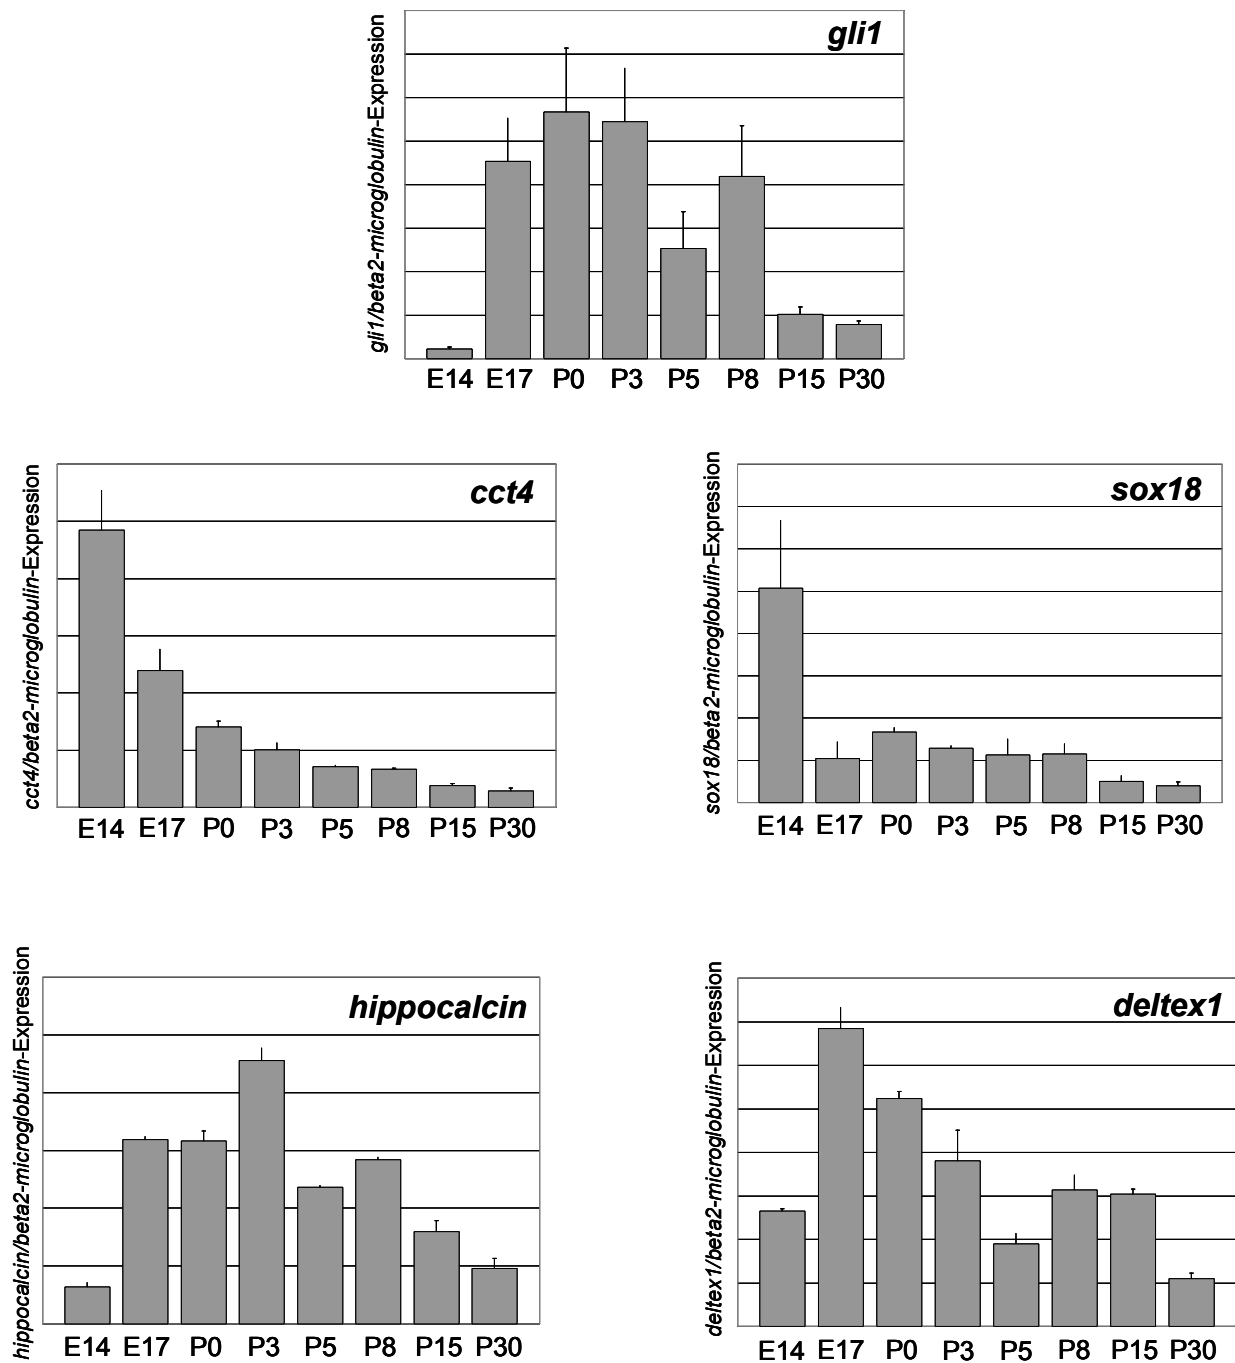 gli1
gli1/beta2-microglobulin-Expression
E14 E17 P0 P3 P5 P8 P15 P30
cct4
cct4/beta2-microglobulin-Expression
E14 E17 P0 P3 P5 P8 P15 P30
sox18
sox18/beta2-microglobulin-Expression
E14 E17 P0 P3 P5 P8 P15 P30
hippocalcin
hippocalcin/beta2-microglobulin-Expression
E14 E17 P0 P3 P5 P8 P15 P30
deltex1
deltex1/beta2-microglobulin-Expression
E14 E17 P0 P3 P5 P8 P15 P30